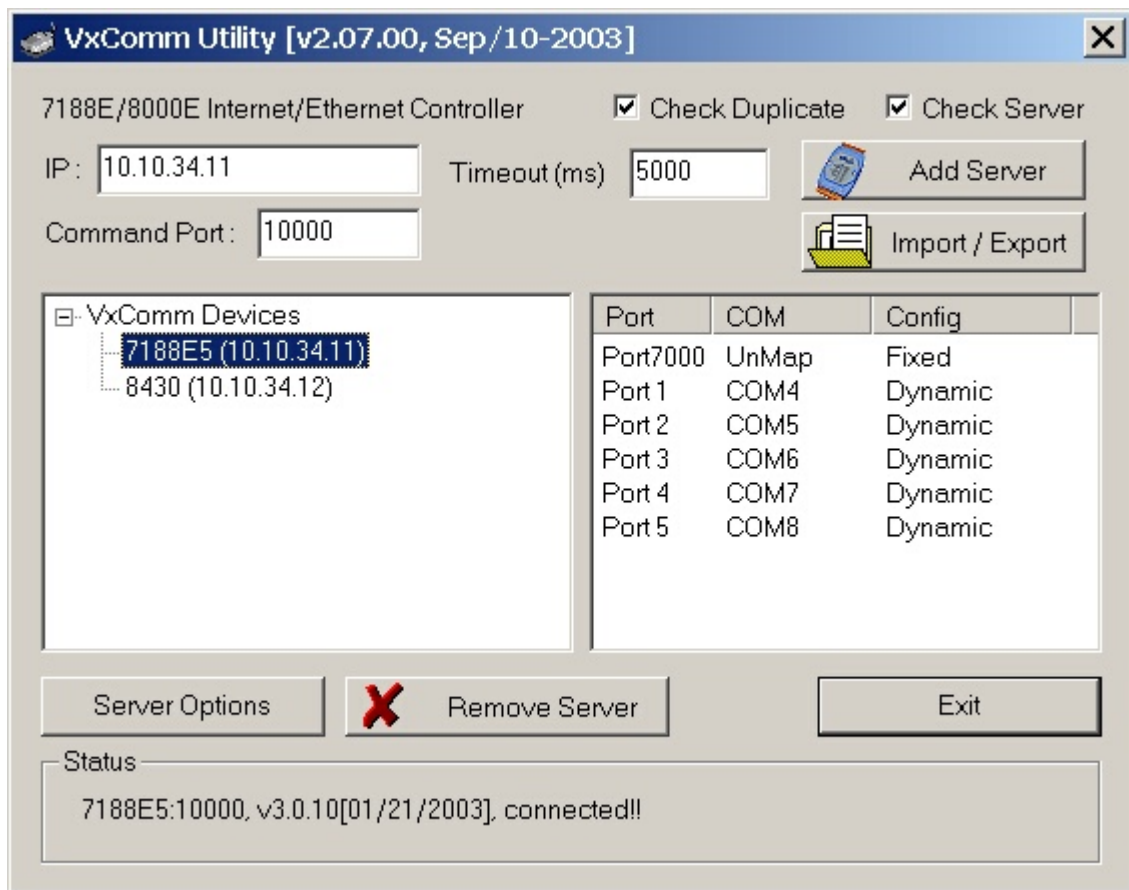 VxComm Utility [v2.07.00, Sep/10-2003]
7188E/8000E Internet/Ethernet Controller
Check Duplicate
Check Server
IP : 10.10.34.11
Timeout (ms) 5000
Add Server
Command Port : 10000
Import / Export
VxComm Devices
7188E5 (10.10.34.11)
8430 (10.10.34.12)
Port COM Config
Port7000 UnMap Fixed
Port 1 COM4 Dynamic
Port 2 COM5 Dynamic
Port 3 COM6 Dynamic
Port 4 COM7 Dynamic
Port 5 COM8 Dynamic
Server Options
Remove Server
Exit
Status
7188E5:10000, v3.0.10[01/21/2003], connected!!